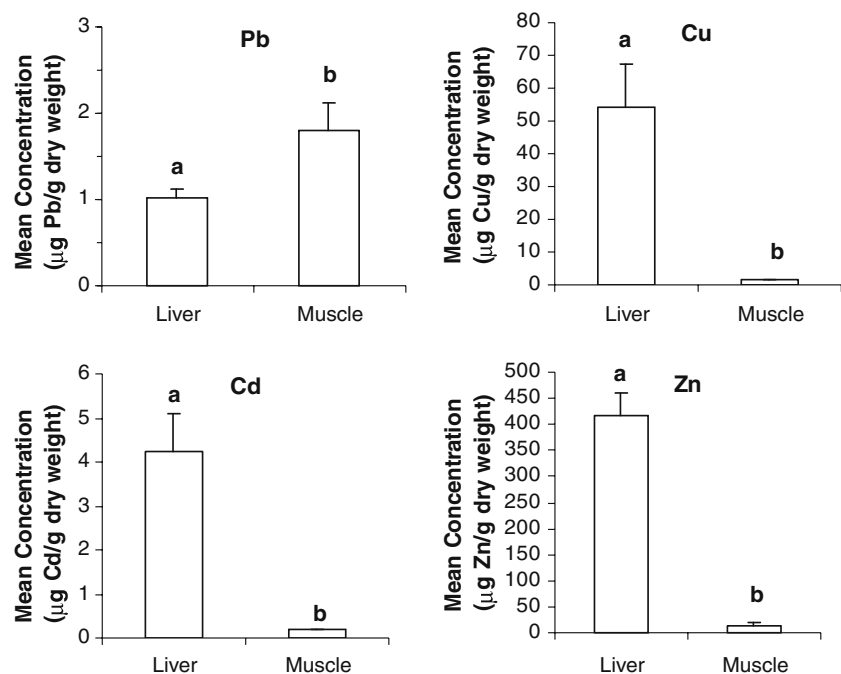 Pb
Mean Concentration
(µg Pb/g dry weight)
3
2
1
0
a
b
Liver
Muscle
Cu
Mean Concentration
(µg Cu/g dry weight)
80
70
60
50
40
30
20
10
0
a
b
Liver
Muscle
Cd
Mean Concentration
(µg Cd/g dry weight)
6
5
4
3
2
1
0
a
b
Liver
Muscle
Zn
Mean Concentration
(µg Zn/g dry weight)
500
450
400
350
300
250
200
150
100
50
0
a
b
Liver
Muscle